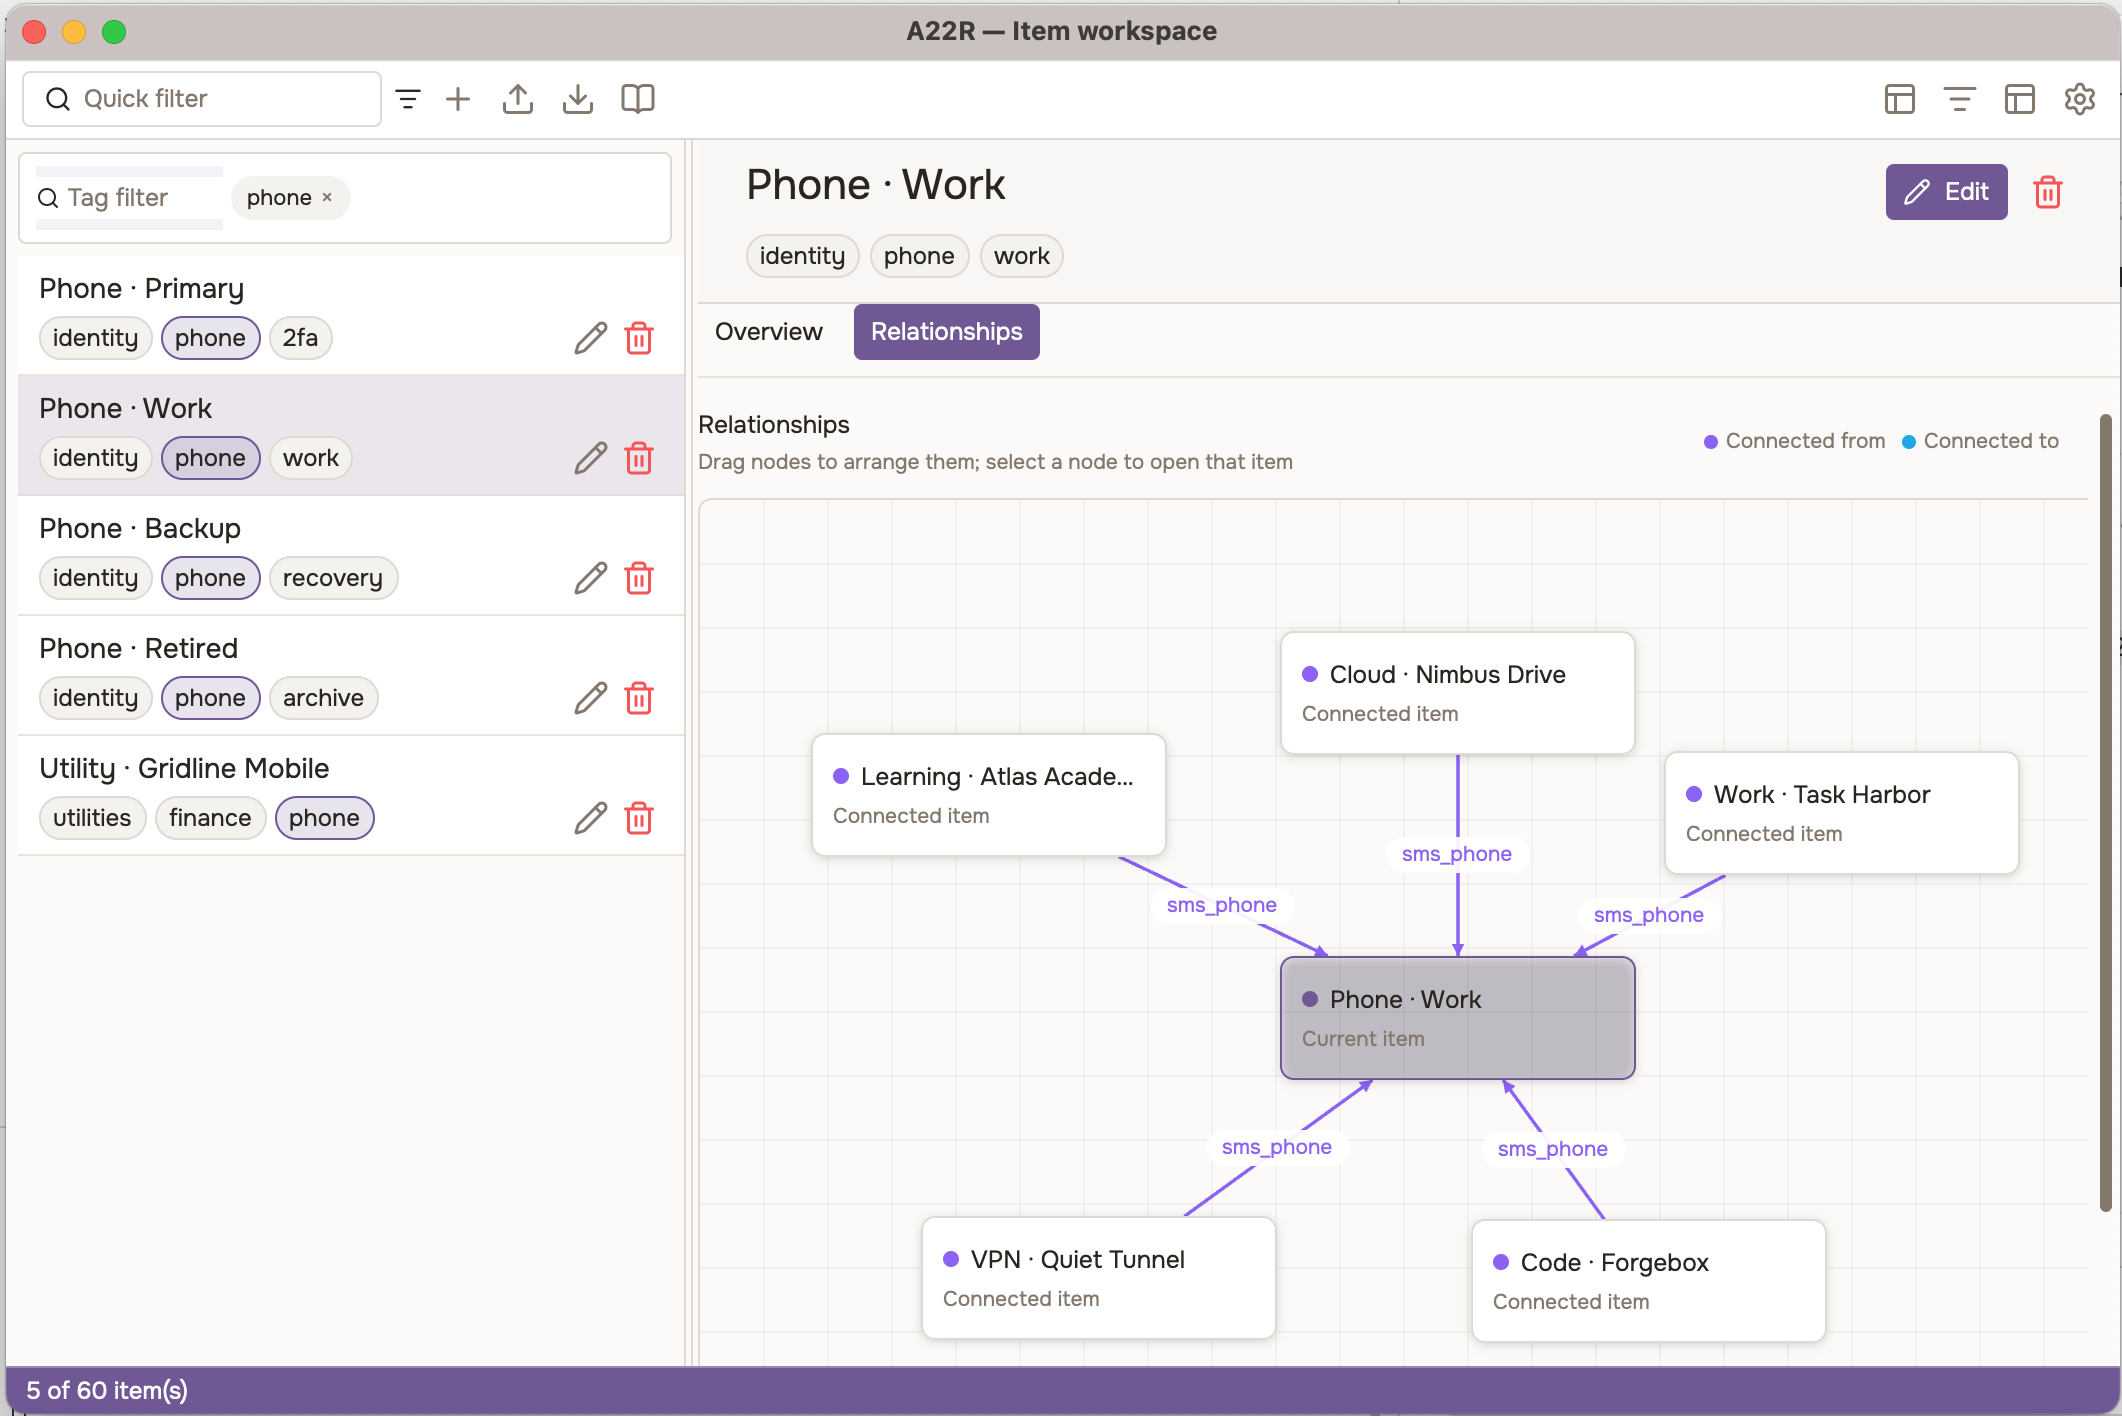 A22R — Item workspace
Quick filter
Tag filter
phone ×
Phone · Primary
identity phone 2fa
Phone · Work
identity phone work
Phone · Backup
identity phone recovery
Phone · Retired
identity phone archive
Utility · Gridline Mobile
utilities finance phone
Phone · Work
Edit
identity phone work
Overview Relationships
Relationships
Drag nodes to arrange them; select a node to open that item
Connected from Connected to
Cloud · Nimbus Drive
Connected item
Learning · Atlas Acade...
Connected item
Work · Task Harbor
Connected item
sms_phone
sms_phone
sms_phone
Phone · Work
Current item
sms_phone
sms_phone
VPN · Quiet Tunnel
Connected item
Code · Forgebox
Connected item
5 of 60 item(s)